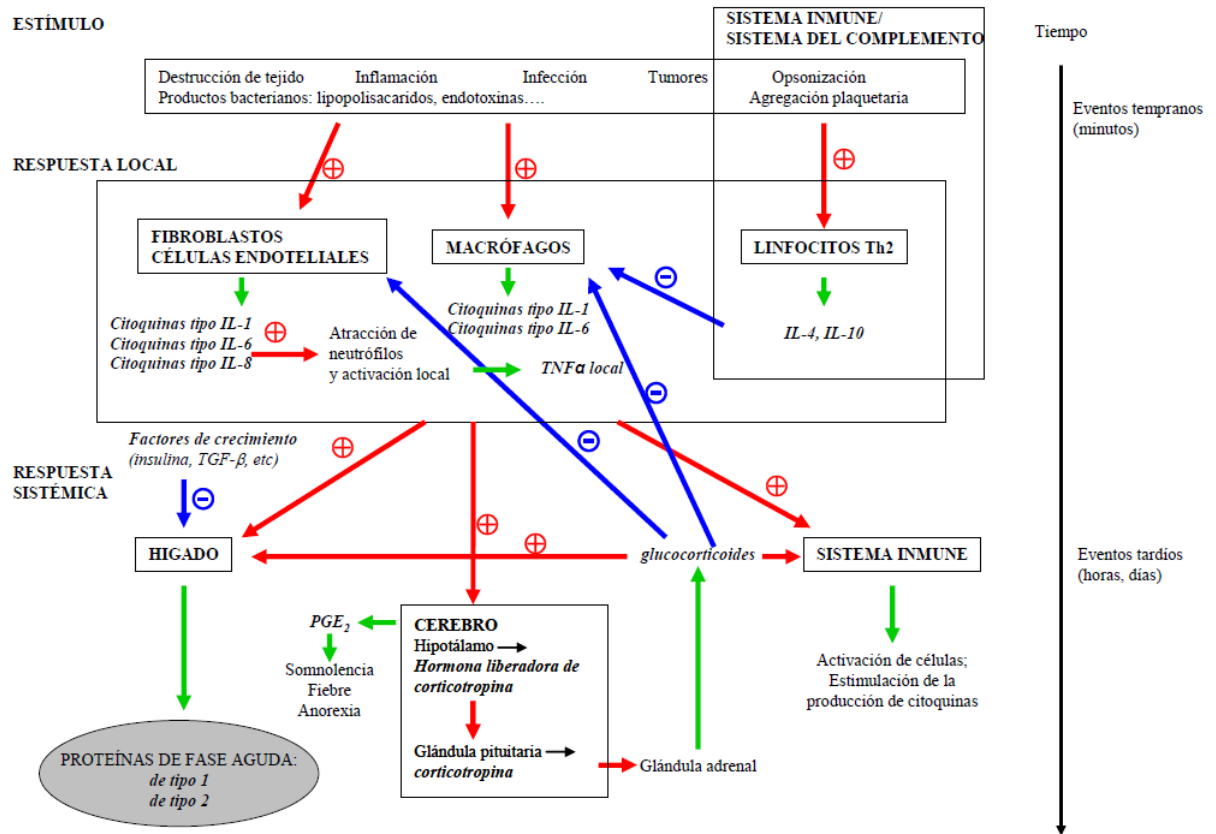 ESTÍMULO
SISTEMA INMUNE/
SISTEMA DEL COMPLEMENTO
Tiempo
Destrucción de tejido Inflamación Infección Tumores Opsonización
Productos bacterianos: lipopolisacaridos, endotoxinas…. Agregación plaquetaria
Eventos tempranos
(minutos)
RESPUESTA LOCAL
FIBROBLASTOS
CÉLULAS ENDOTELIALES
MACRÓFAGOS
LINFOCITOS Th2
Citoquinas tipo IL-1
Citoquinas tipo IL-6
Citoquinas tipo IL-8
Atracción de
neutrófilos
y activación local
Citoquinas tipo IL-1
Citoquinas tipo IL-6
TNFα local
IL-4, IL-10
Factores de crecimiento
(insulina, TGF-β, etc)
RESPUESTA
SISTÉMICA
HIGADO
glucocorticoides
SISTEMA INMUNE
Eventos tardíos
(horas, días)
PGE2
Somnolencia
Fiebre
Anorexia
CEREBRO
Hipotálamo
Hormona liberadora de
corticotropina
Glándula pituitaria
corticotropina
Glándula adrenal
Activación de células;
Estimulación de la
producción de citoquinas
PROTEÍNAS DE FASE AGUDA:
de tipo 1
de tipo 2